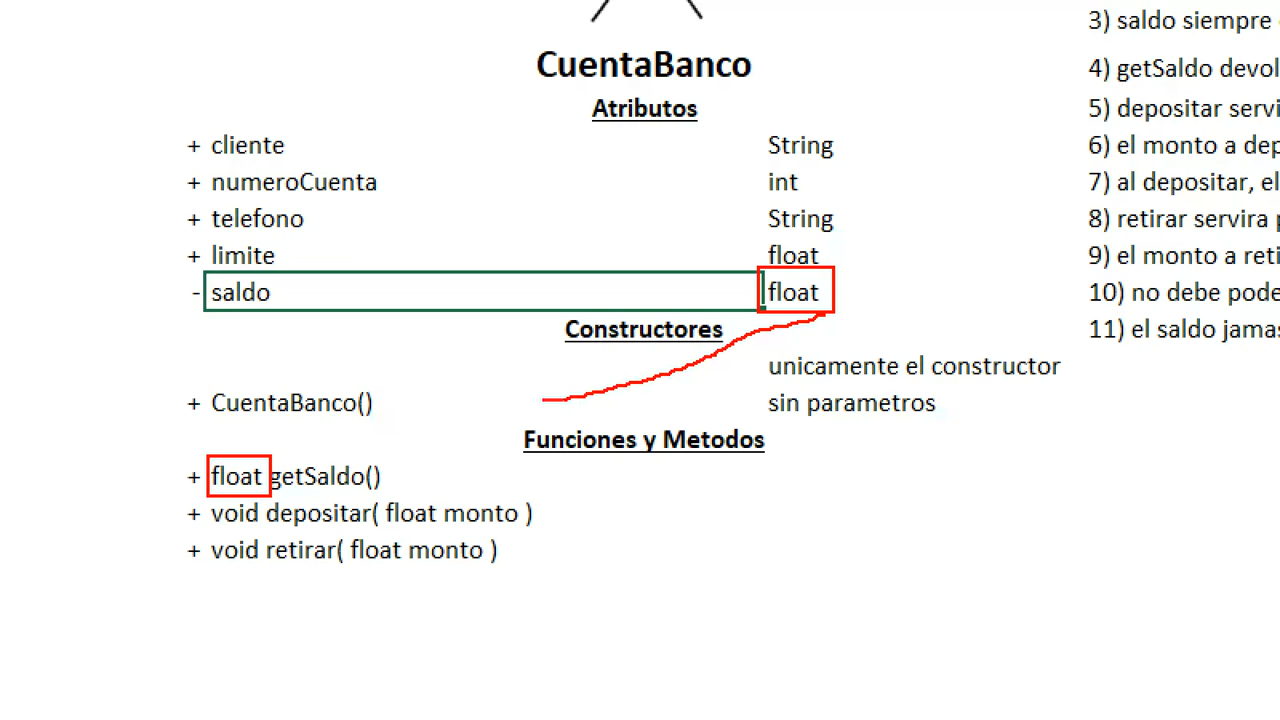 3) saldo siempre
CuentaBanco
4) getSaldo devol
Atributos
5) depositar servi
+ cliente String
6) el monto a dep
+ numeroCuenta int
7) al depositar, el
+ telefono String
8) retirar servira p
+ limite float
9) el monto a reti
- saldo float
10) no debe pode
Constructores
11) el saldo jamas
unicamente el constructor
+ CuentaBanco() sin parametros
Funciones y Metodos
+ float getSaldo()
+ void depositar( float monto )
+ void retirar( float monto )